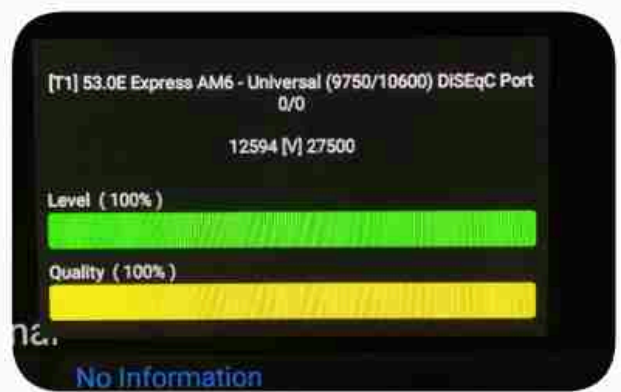 [T1] 53.0E Express AM6 - Universal (9750/10600) DiSEqC Port
0/0
12594 [V] 27500
Level ( 100% )
Quality ( 100% )
No Information